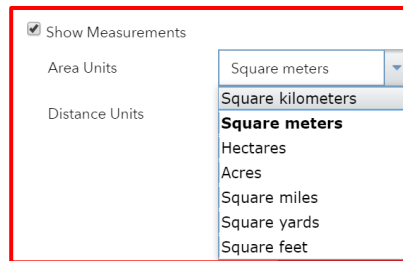 Show Measurements
Area Units
Square meters
Square kilometers
Distance Units
Square meters
Hectares
Acres
Square miles
Square yards
Square feet